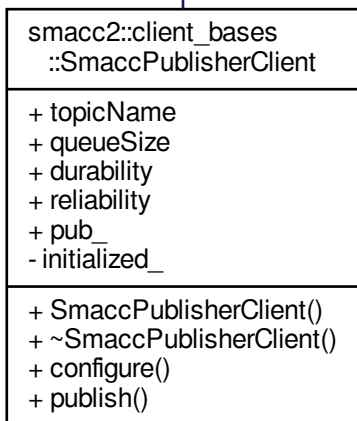 smacc2::client_bases
::SmaccPublisherClient
+ topicName
+ queueSize
+ durability
+ reliability
+ pub_
- initialized_
+ SmaccPublisherClient()
+ ~SmaccPublisherClient()
+ configure()
+ publish()